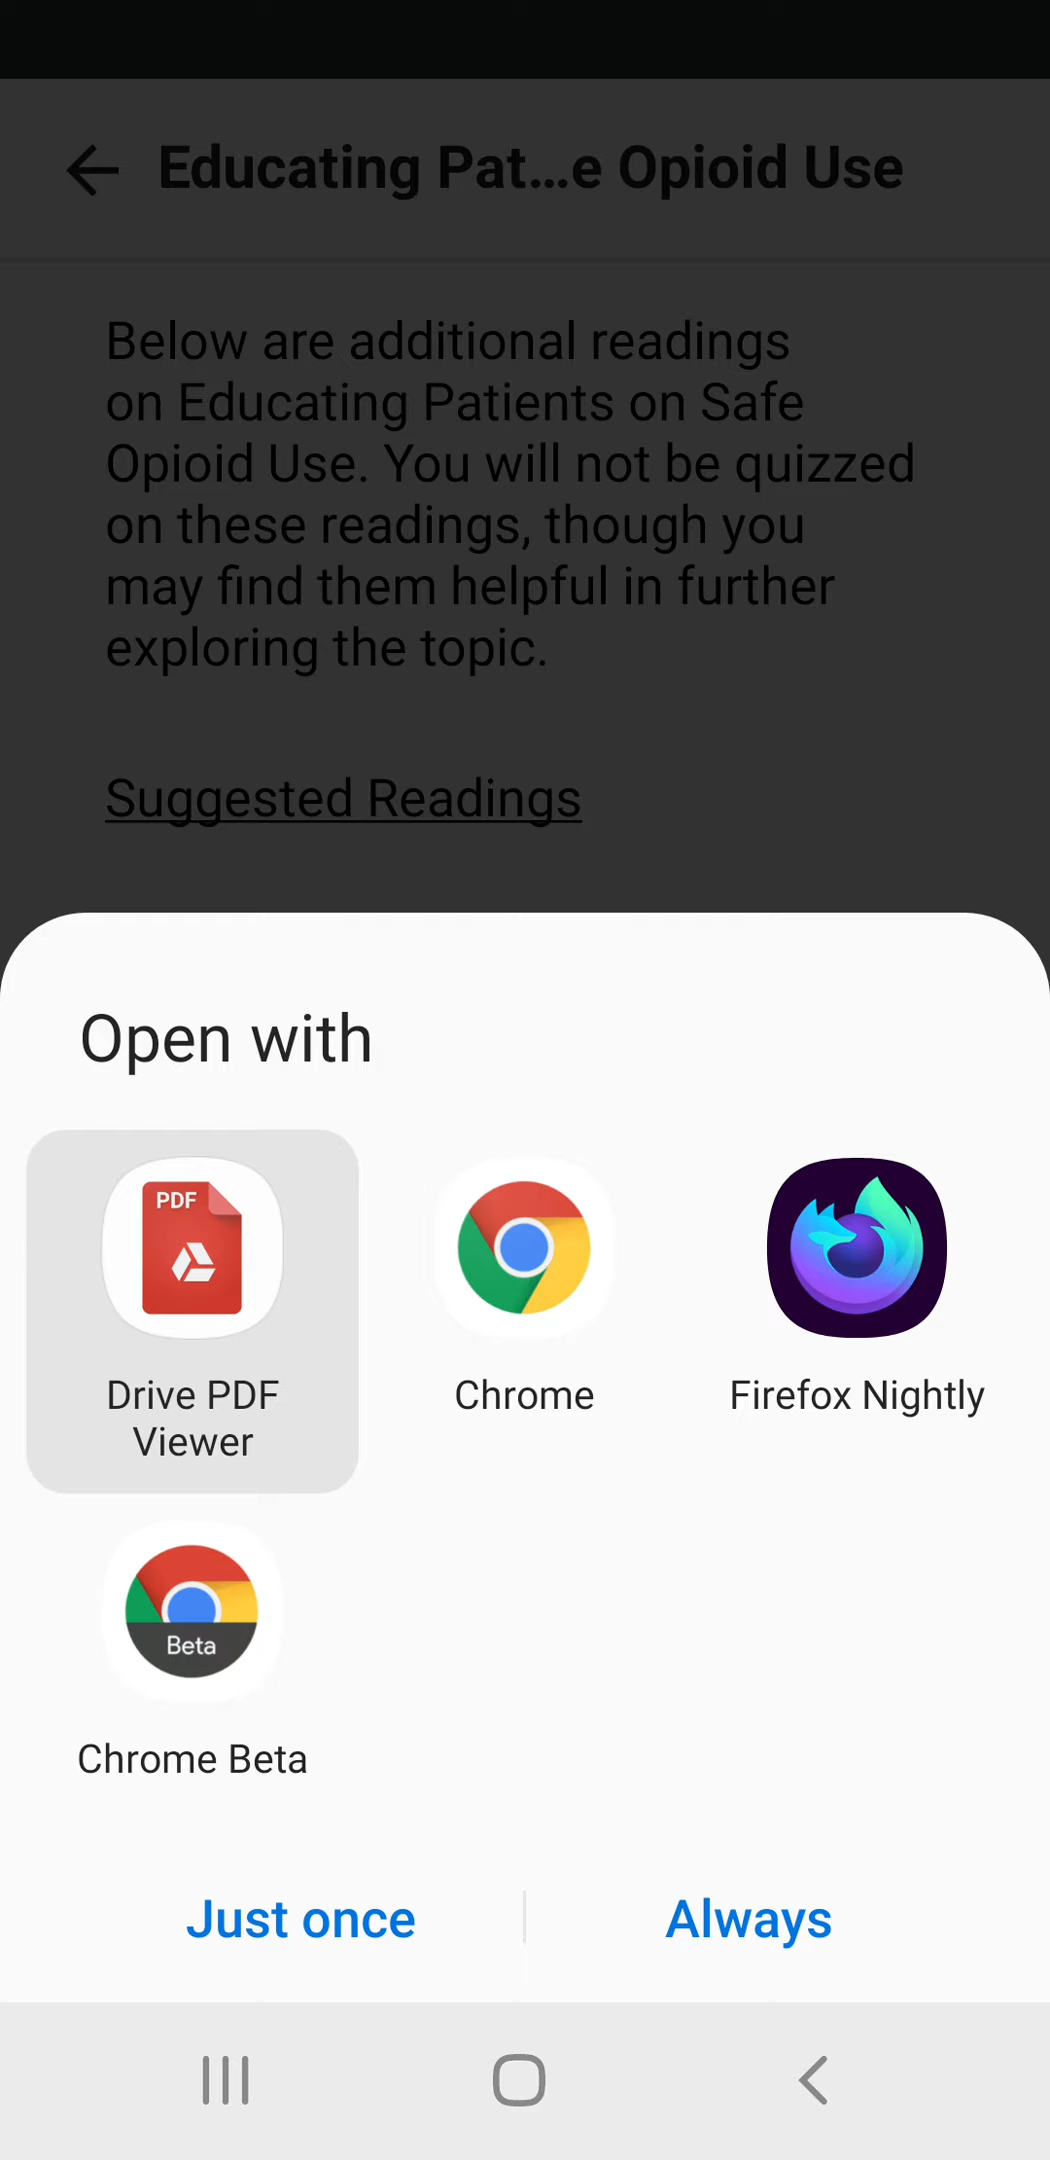 Educating Pat...e Opioid Use
Below are additional readings
on Educating Patients on Safe
Opioid Use. You will not be quizzed
on these readings, though you
may find them helpful in further
exploring the topic.
Suggested Readings
Open with
PDF
Drive PDF
Viewer
Chrome
Firefox Nightly
Beta
Chrome Beta
Just once
Always